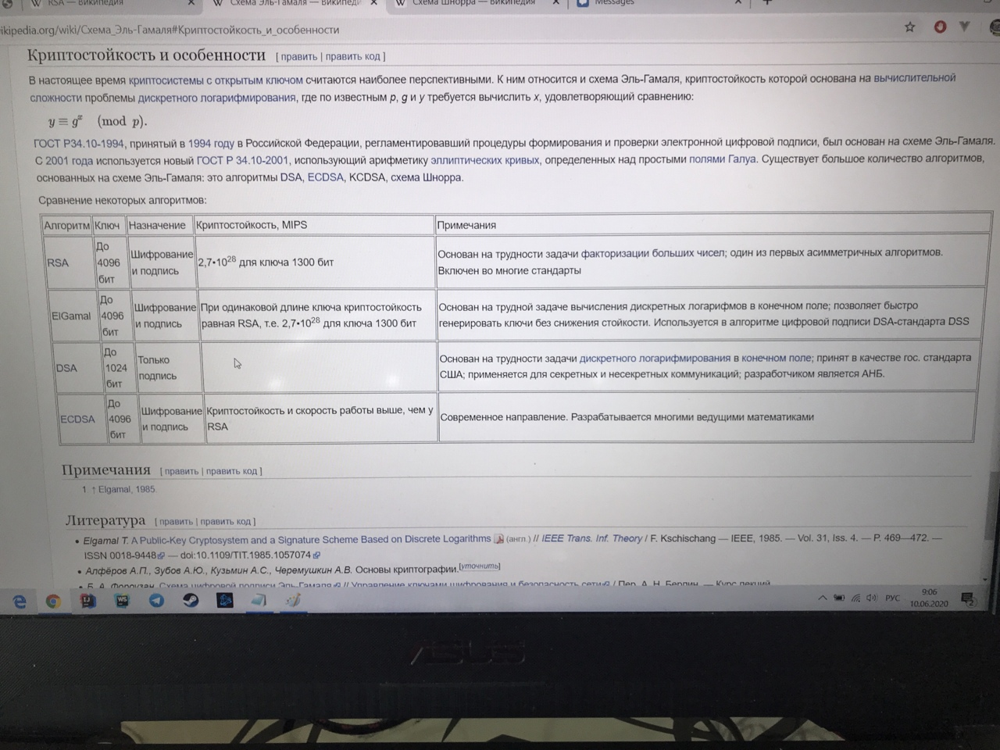 W RSA — Википедия
W Схема Эль-Гамаля — Википеди
W Схема Шнорра — Википедия
Messages
ikipedia.org/wiki/Схема_Эль-Гамаля#Криптостойкость_и_особенности
Криптостойкость и особенности [ править | править код ]
В настоящее время криптосистемы с открытым ключом считаются наиболее перспективными. К ним относится и схема Эль-Гамаля, криптостойкость которой основана на вычислительной
сложности проблемы дискретного логарифмирования, где по известным p, g и y требуется вычислить x, удовлетворяющий сравнению:
y ≡ gˣ (mod p).
ГОСТ Р34.10-1994, принятый в 1994 году в Российской Федерации, регламентировавший процедуры формирования и проверки электронной цифровой подписи, был основан на схеме Эль-Гамаля.
С 2001 года используется новый ГОСТ Р 34.10-2001, использующий арифметику эллиптических кривых, определенных над простыми полями Галуа. Существует большое количество алгоритмов,
основанных на схеме Эль-Гамаля: это алгоритмы DSA, ECDSA, KCDSA, схема Шнорра.
Сравнение некоторых алгоритмов:
Алгоритм Ключ Назначение Криптостойкость, MIPS Примечания
RSA
До
4096
бит
Шифрование
и подпись
2,7•10²⁸ для ключа 1300 бит
Основан на трудности задачи факторизации больших чисел; один из первых асимметричных алгоритмов.
Включен во многие стандарты
ElGamal
До
4096
бит
Шифрование
и подпись
При одинаковой длине ключа криптостойкость
равная RSA, т.е. 2,7•10²⁸ для ключа 1300 бит
Основан на трудной задаче вычисления дискретных логарифмов в конечном поле; позволяет быстро
генерировать ключи без снижения стойкости. Используется в алгоритме цифровой подписи DSA-стандарта DSS
DSA
До
1024
бит
Только
подпись
Основан на трудности задачи дискретного логарифмирования в конечном поле; принят в качестве гос. стандарта
США; применяется для секретных и несекретных коммуникаций; разработчиком является АНБ.
ECDSA
До
4096
бит
Шифрование
и подпись
Криптостойкость и скорость работы выше, чем у
RSA
Современное направление. Разрабатывается многими ведущими математиками
Примечания [ править | править код ]
1 ↑ Elgamal, 1985
Литература [ править | править код ]
• Elgamal T. A Public-Key Cryptosystem and a Signature Scheme Based on Discrete Logarithms (англ.) // IEEE Trans. Inf. Theory / F. Kschischang — IEEE, 1985. — Vol. 31, Iss. 4. — P. 469—472. —
ISSN 0018-9448 — doi:10.1109/TIT.1985.1057074
• Алфёров А.П., Зубов А.Ю., Кузьмин А.С., Черемушкин А.В. Основы криптографии.[уточнить]
• Б. А. Фороузан. Схема цифровой подписи Эль-Гамаля // Управление ключами шифрования и безопасность сети / Пер. А. Н. Берлин. — Курс лекций.
IJ
WS
РУС
9:06
10.06.2020
2
ASUS